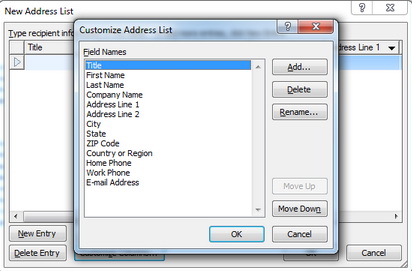 New Address List
Customize Address List
Type recipient
Field Names
Title
First Name
Last Name
Company Name
Address Line 1
Address Line 2
City
State
ZIP Code
Country or Region
Home Phone
Work Phone
E-mail Address
Add...
Delete
Rename...
Move Up
Move Down
OK
Cancel
Title
Line 1
New Entry
Delete Entry
Cancel